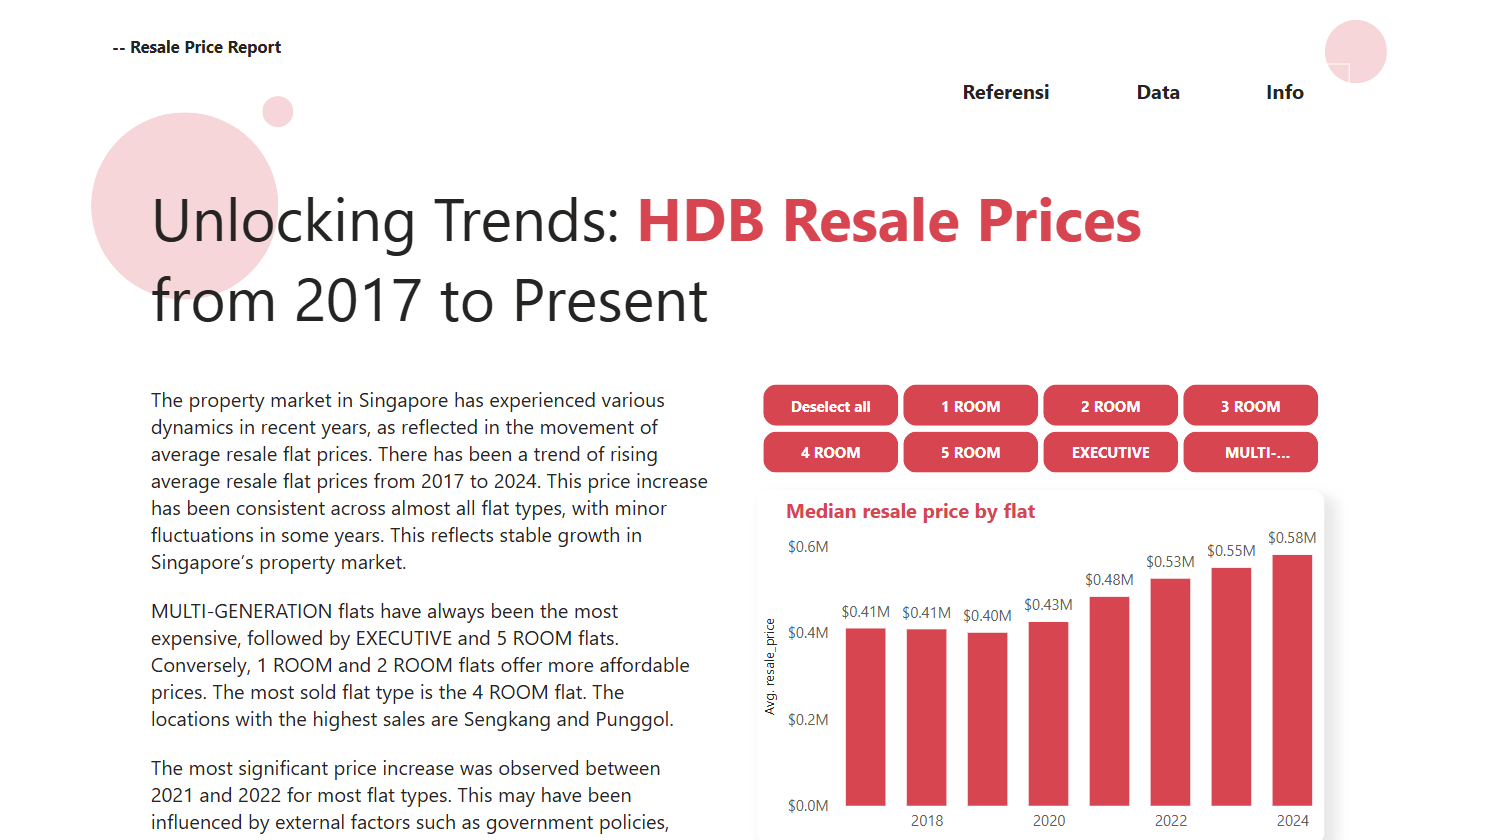 -- Resale Price Report
Referensi
Data
Info
Unlocking Trends: HDB Resale Prices
from 2017 to Present
The property market in Singapore has experienced various
dynamics in recent years, as reflected in the movement of
average resale flat prices. There has been a trend of rising
average resale flat prices from 2017 to 2024. This price increase
has been consistent across almost all flat types, with minor
fluctuations in some years. This reflects stable growth in
Singapore’s property market.
MULTI-GENERATION flats have always been the most
expensive, followed by EXECUTIVE and 5 ROOM flats.
Conversely, 1 ROOM and 2 ROOM flats offer more affordable
prices. The most sold flat type is the 4 ROOM flat. The
locations with the highest sales are Sengkang and Punggol.
The most significant price increase was observed between
2021 and 2022 for most flat types. This may have been
influenced by external factors such as government policies,
Deselect all
1 ROOM
2 ROOM
3 ROOM
4 ROOM
5 ROOM
EXECUTIVE
MULTI-...
Median resale price by flat
Avg. resale_price
$0.6M
$0.4M
$0.2M
$0.0M
$0.41M
$0.41M
$0.40M
$0.43M
$0.48M
$0.53M
$0.55M
$0.58M
2018
2020
2022
2024